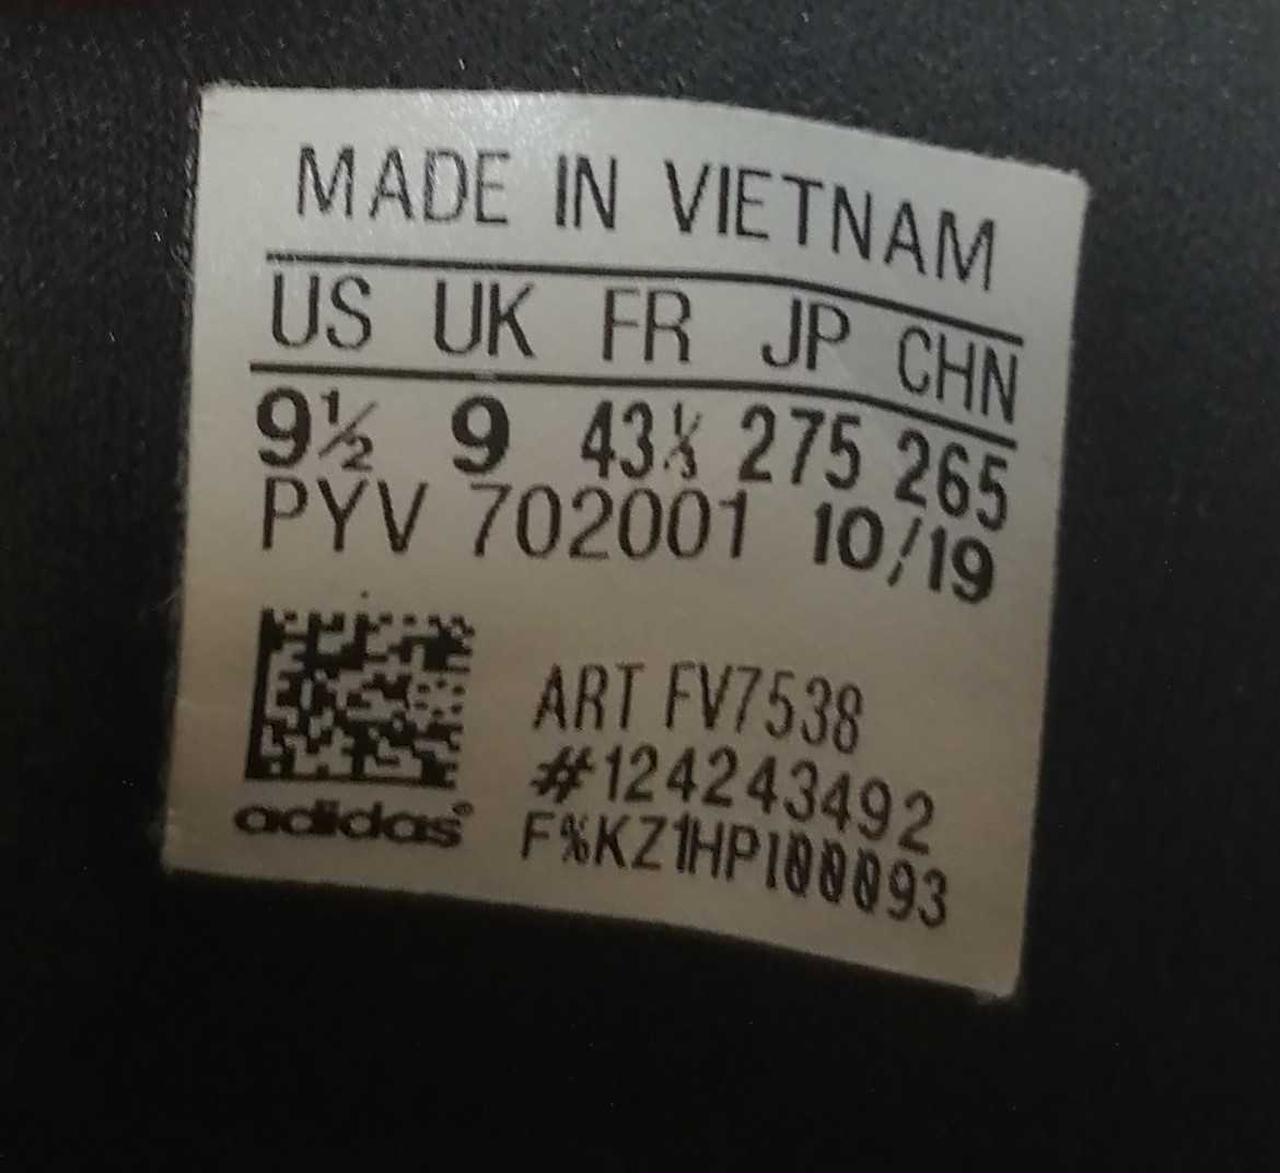 MADE IN VIETNAM
US UK FR JP CHN
9½ 9 43⅓ 275 265
PYV 702001 10/19
ART FV7538
#124243492
adidas®
F%KZ1HP100093